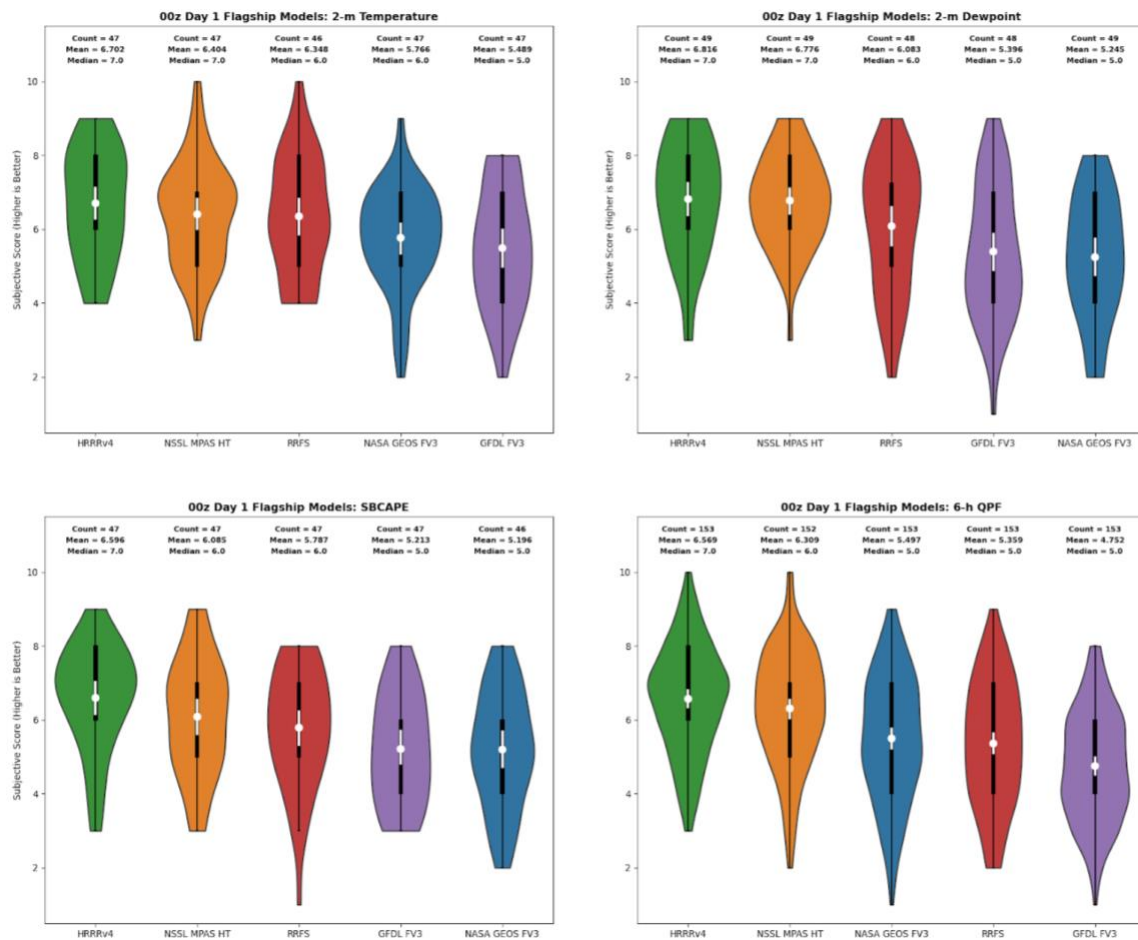 00z Day 1 Flagship Models: 2-m Temperature
Count = 47 Count = 47 Count = 46 Count = 47 Count = 47
Mean = 6.702 Mean = 6.404 Mean = 6.348 Mean = 5.766 Mean = 5.489
Median = 7.0 Median = 7.0 Median = 6.0 Median = 6.0 Median = 5.0
Subjective Score (Higher is Better)
10
8
6
4
2
HRRRv4 NSSL MPAS HT RRFS NASA GEOS FV3 GFDL FV3
00z Day 1 Flagship Models: 2-m Dewpoint
Count = 49 Count = 49 Count = 48 Count = 48 Count = 49
Mean = 6.816 Mean = 6.776 Mean = 6.083 Mean = 5.396 Mean = 5.245
Median = 7.0 Median = 7.0 Median = 6.0 Median = 5.0 Median = 5.0
10
8
6
4
2
HRRRv4 NSSL MPAS HT RRFS GFDL FV3 NASA GEOS FV3
00z Day 1 Flagship Models: SBCAPE
Count = 47 Count = 47 Count = 47 Count = 47 Count = 46
Mean = 6.596 Mean = 6.085 Mean = 5.787 Mean = 5.213 Mean = 5.196
Median = 7.0 Median = 6.0 Median = 6.0 Median = 5.0 Median = 5.0
Subjective Score (Higher is Better)
10
8
6
4
2
HRRRv4 NSSL MPAS HT RRFS GFDL FV3 NASA GEOS FV3
00z Day 1 Flagship Models: 6-h QPF
Count = 153 Count = 152 Count = 153 Count = 153 Count = 153
Mean = 6.569 Mean = 6.309 Mean = 5.497 Mean = 5.359 Mean = 4.752
Median = 7.0 Median = 6.0 Median = 5.0 Median = 5.0 Median = 5.0
10
8
6
4
2
HRRRv4 NSSL MPAS HT NASA GEOS FV3 RRFS GFDL FV3